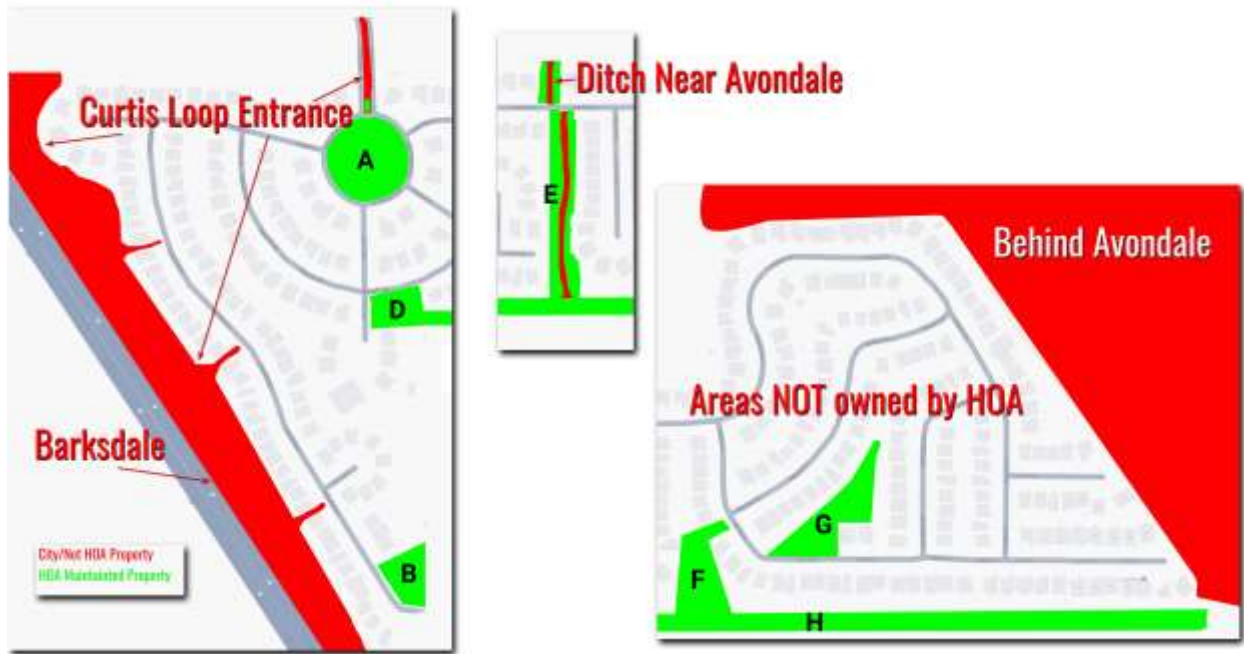 Curtis Loop Entrance
A
D
Barksdale
B
City/Not HOA Property
HOA Maintainted Property
Ditch Near Avondale
E
Behind Avondale
Areas NOT owned by HOA
G
F
H